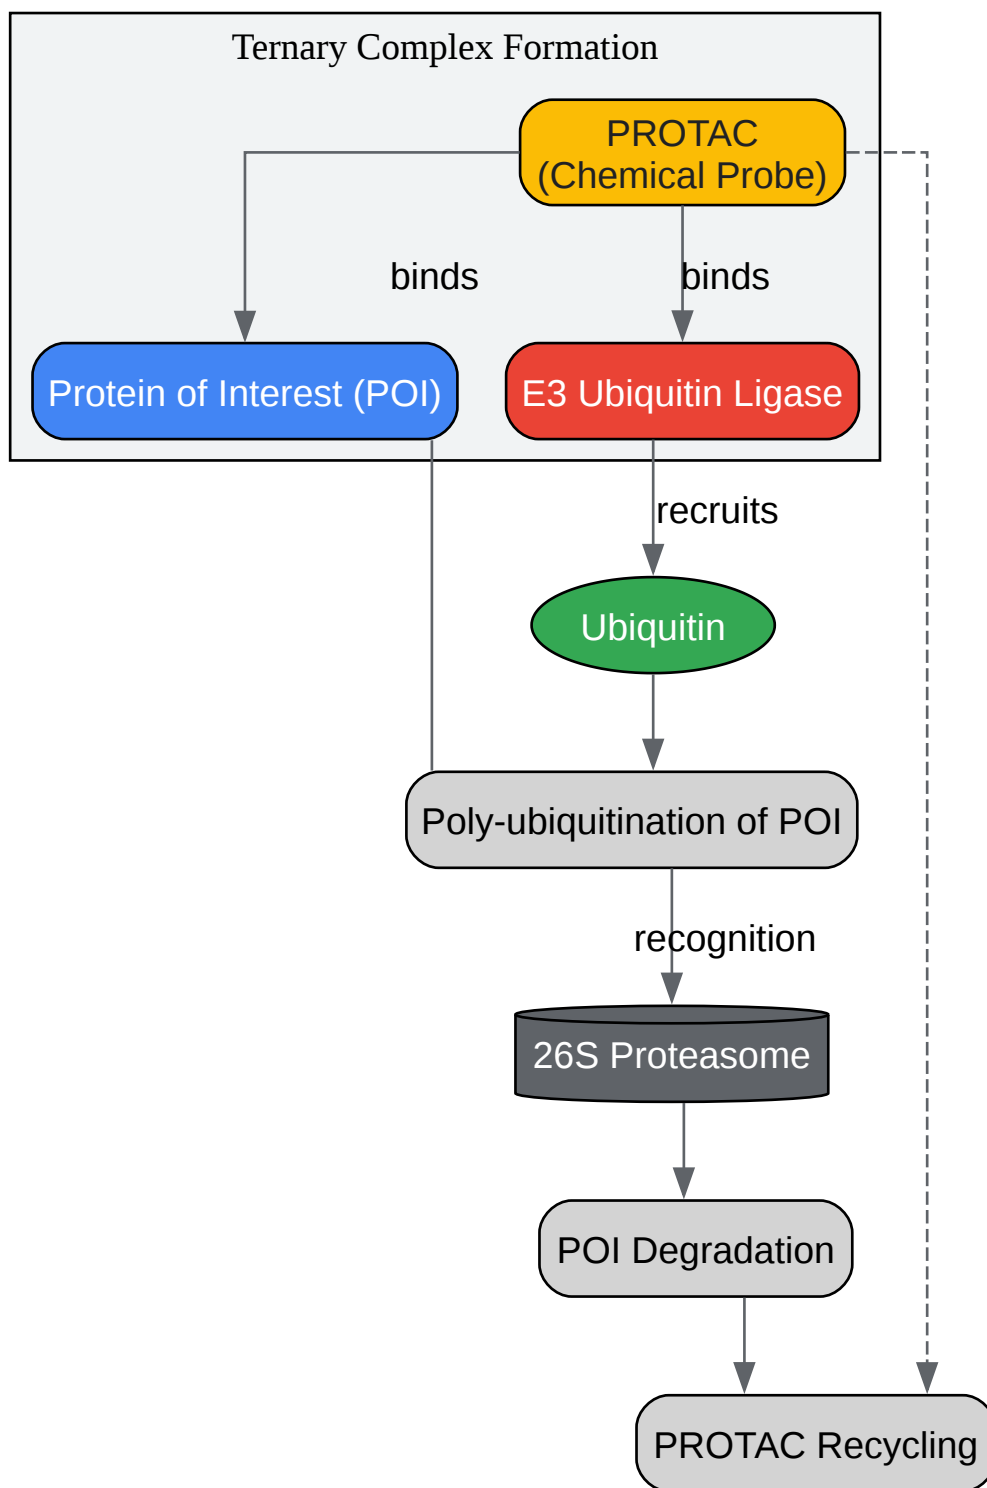 Ternary Complex Formation
PROTAC
(Chemical Probe)
binds
binds
Protein of Interest (POI)
E3 Ubiquitin Ligase
recruits
Ubiquitin
Poly-ubiquitination of POI
recognition
26S Proteasome
POI Degradation
PROTAC Recycling